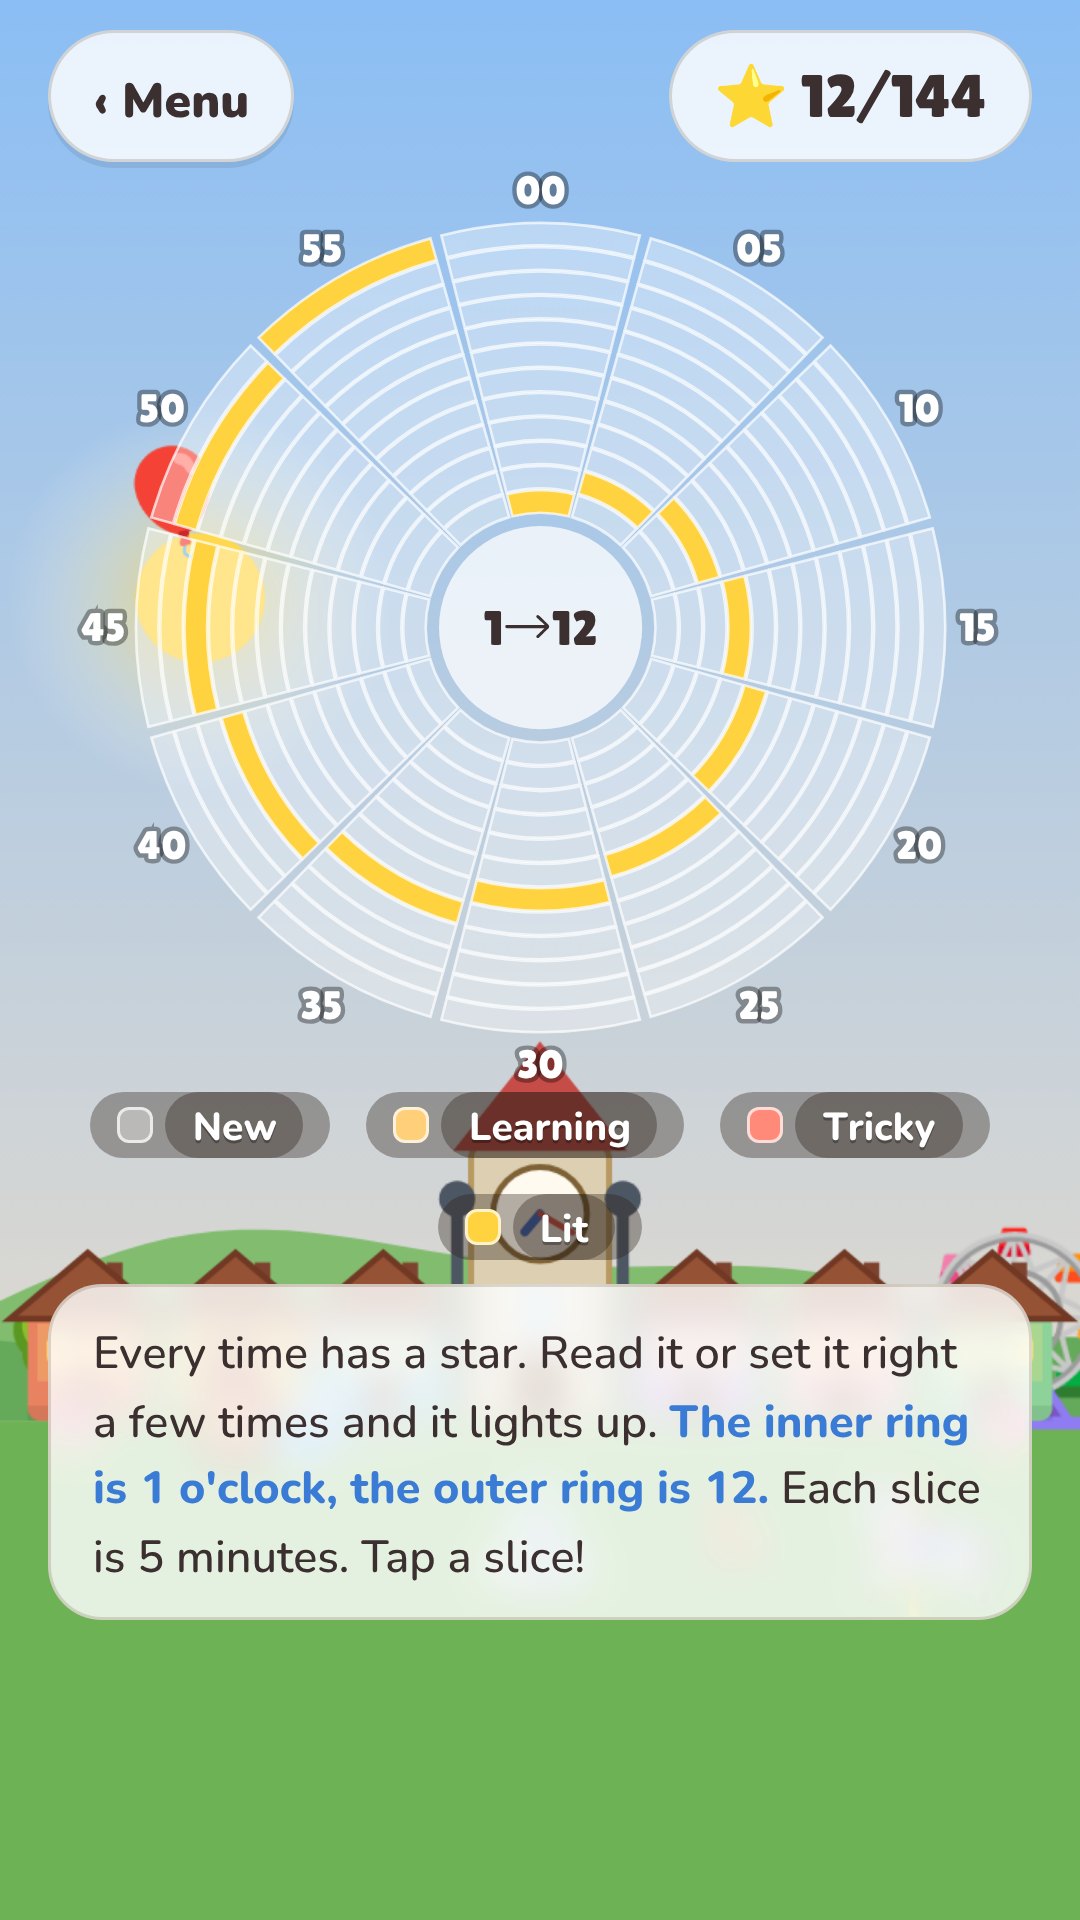 ‹ Menu
12/144
00
55
05
50
10
1→12
45
15
40
20
35
25
30
New
Learning
Tricky
Lit
Every time has a star. Read it or set it right
a few times and it lights up. The inner ring
is 1 o'clock, the outer ring is 12. Each slice
is 5 minutes. Tap a slice!